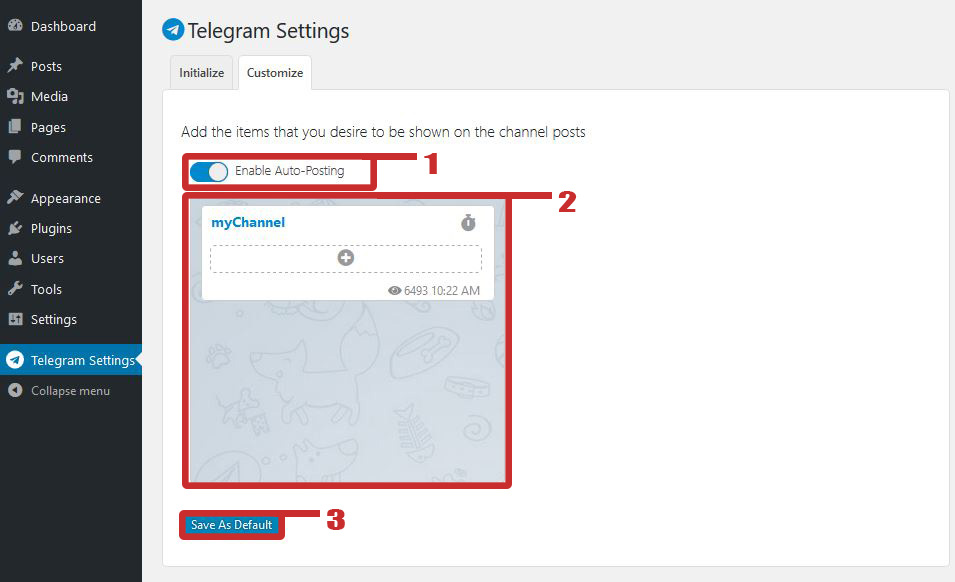 Dashboard
Posts
Media
Pages
Comments
Appearance
Plugins
Users
Tools
Settings
Telegram Settings
Collapse menu
Telegram Settings
Initialize
Customize
Add the items that you desire to be shown on the channel posts
Enable Auto-Posting
1
2
myChannel
6493 10:22 AM
Save As Default
3